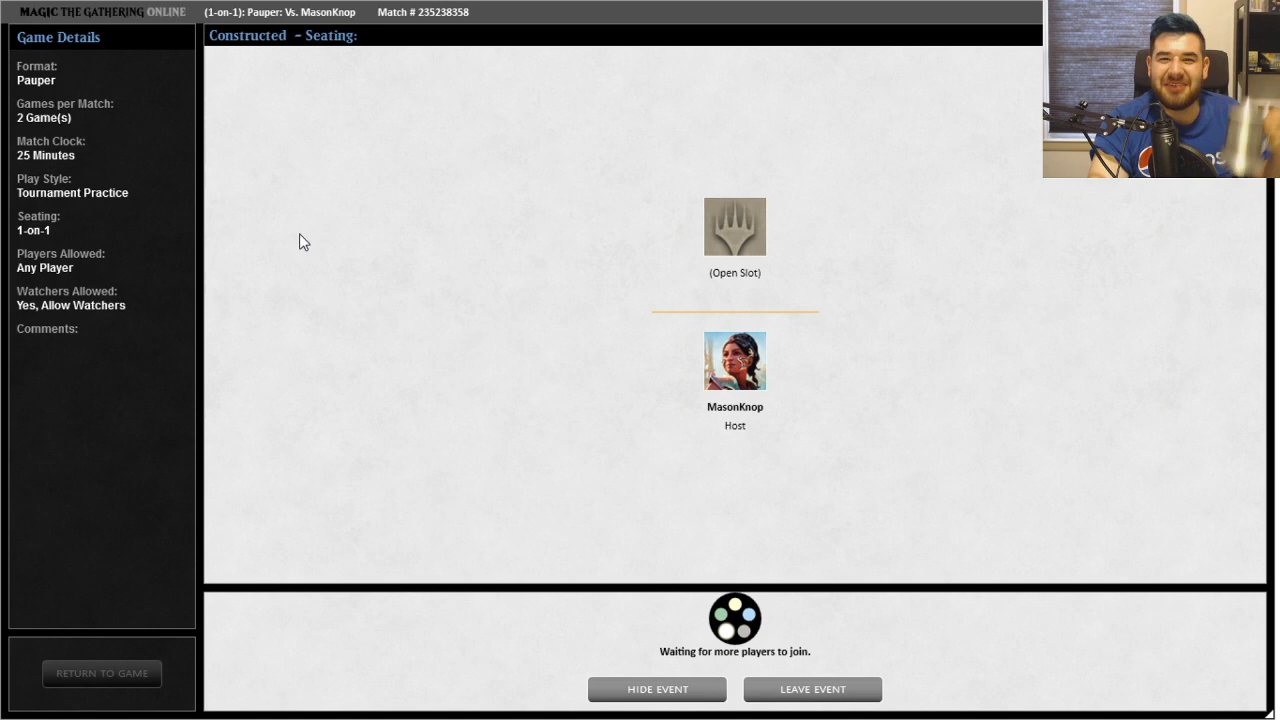 MAGIC THE GATHERING ONLINE
(1-on-1): Pauper: Vs. MasonKnop Match # 235238358
Game Details
Constructed - Seating:
Format:
Pauper
Games per Match:
2 Game(s)
Match Clock:
25 Minutes
Play Style:
Tournament Practice
Seating:
1-on-1
Players Allowed:
Any Player
Watchers Allowed:
Yes, Allow Watchers
Comments:
(Open Slot)
MasonKnop
Host
Waiting for more players to join.
RETURN TO GAME
HIDE EVENT
LEAVE EVENT